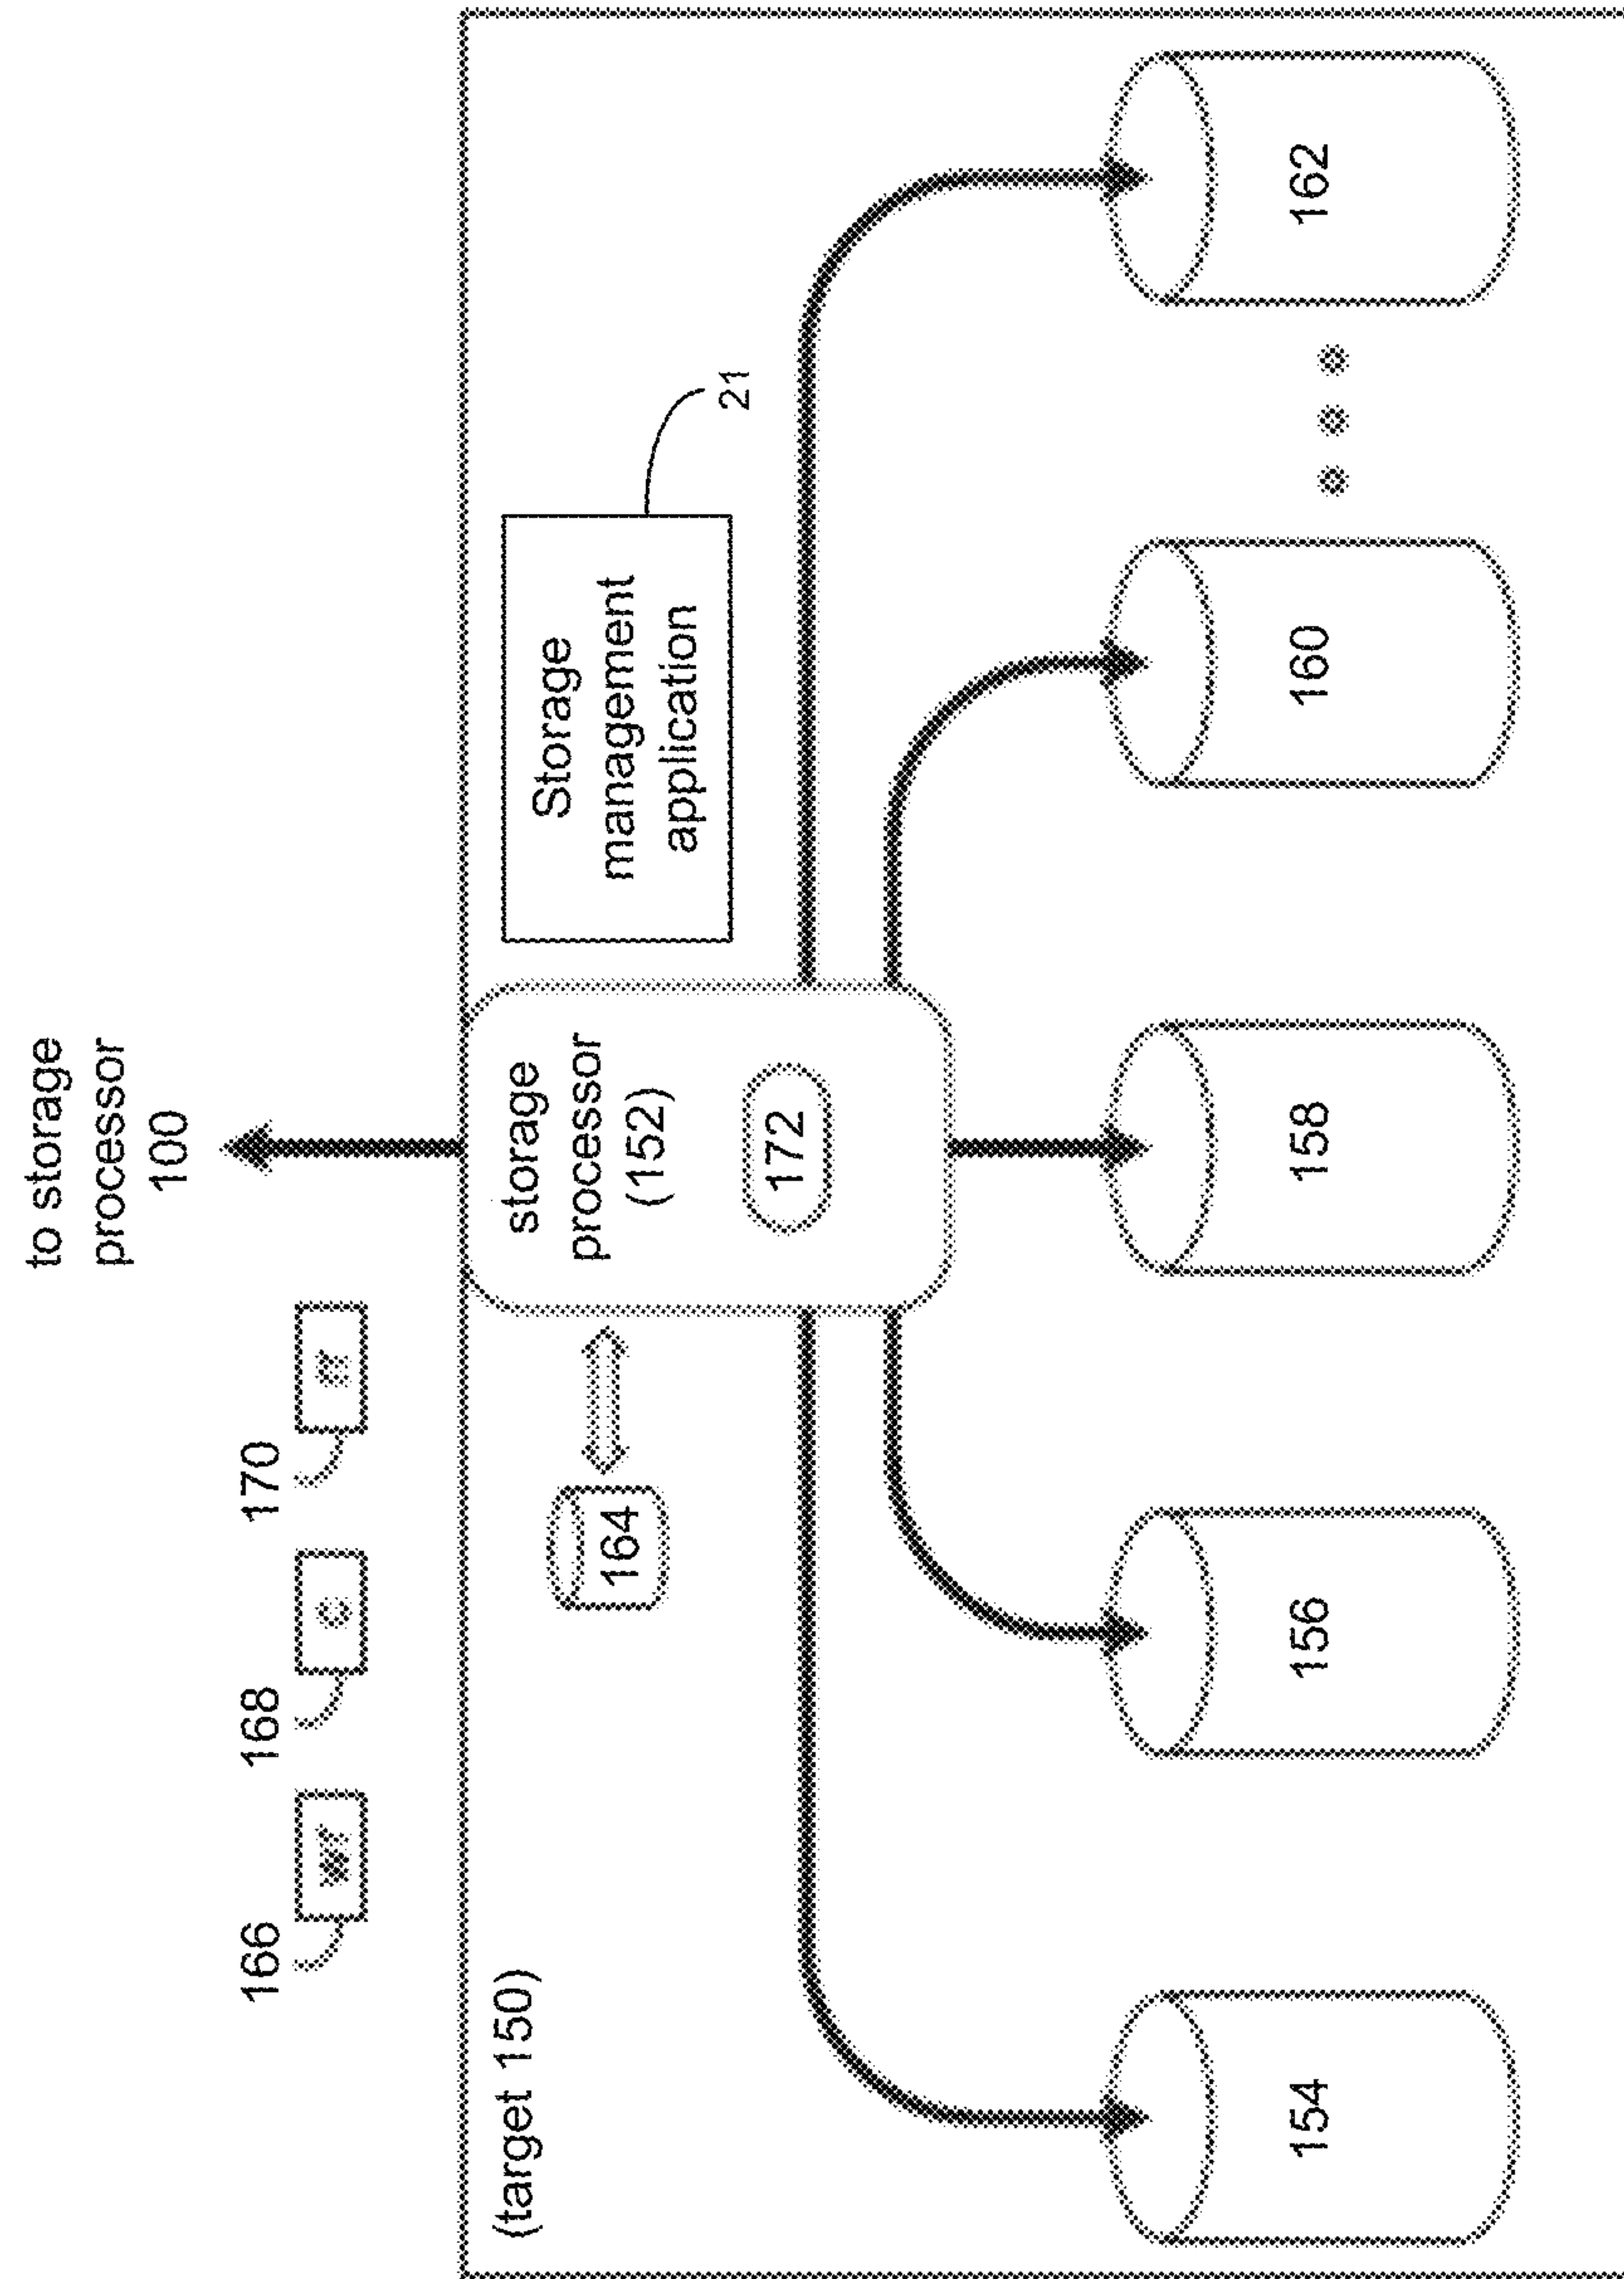 to storage
processor
100
166
168
170
(target 150)
164
storage
processor
(152)
172
Storage
management
application
21
154
156
158
160
162